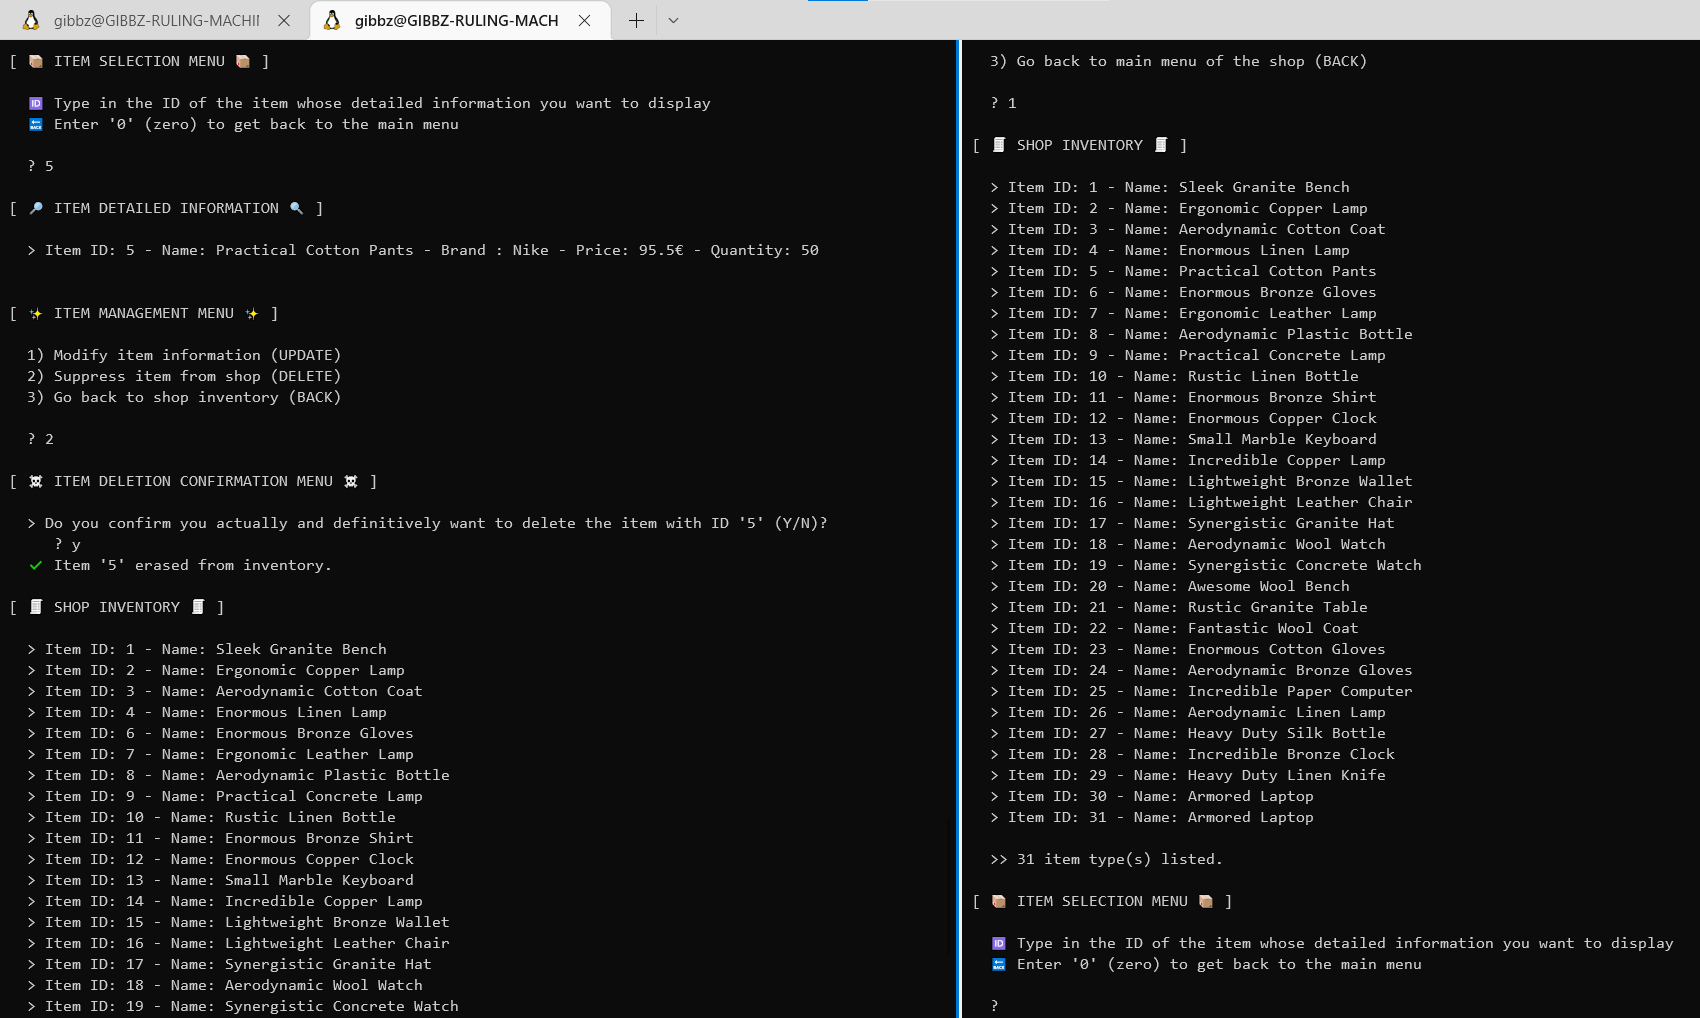 gibbz@GIBBZ-RULING-MACHI
gibbz@GIBBZ-RULING-MACH
[ 📦 ITEM SELECTION MENU 📦 ]
🆔 Type in the ID of the item whose detailed information you want to display
🔙 Enter '0' (zero) to get back to the main menu
? 5
[ 🔎 ITEM DETAILED INFORMATION 🔍 ]
> Item ID: 5 - Name: Practical Cotton Pants - Brand : Nike - Price: 95.5€ - Quantity: 50
[ ✨ ITEM MANAGEMENT MENU ✨ ]
1) Modify item information (UPDATE)
2) Suppress item from shop (DELETE)
3) Go back to shop inventory (BACK)
? 2
[ ☠ ITEM DELETION CONFIRMATION MENU ☠ ]
> Do you confirm you actually and definitively want to delete the item with ID '5' (Y/N)?
? y
✓ Item '5' erased from inventory.
[ 🧾 SHOP INVENTORY 🧾 ]
> Item ID: 1 - Name: Sleek Granite Bench
> Item ID: 2 - Name: Ergonomic Copper Lamp
> Item ID: 3 - Name: Aerodynamic Cotton Coat
> Item ID: 4 - Name: Enormous Linen Lamp
> Item ID: 6 - Name: Enormous Bronze Gloves
> Item ID: 7 - Name: Ergonomic Leather Lamp
> Item ID: 8 - Name: Aerodynamic Plastic Bottle
> Item ID: 9 - Name: Practical Concrete Lamp
> Item ID: 10 - Name: Rustic Linen Bottle
> Item ID: 11 - Name: Enormous Bronze Shirt
> Item ID: 12 - Name: Enormous Copper Clock
> Item ID: 13 - Name: Small Marble Keyboard
> Item ID: 14 - Name: Incredible Copper Lamp
> Item ID: 15 - Name: Lightweight Bronze Wallet
> Item ID: 16 - Name: Lightweight Leather Chair
> Item ID: 17 - Name: Synergistic Granite Hat
> Item ID: 18 - Name: Aerodynamic Wool Watch
> Item ID: 19 - Name: Synergistic Concrete Watch
3) Go back to main menu of the shop (BACK)
? 1
[ 🧾 SHOP INVENTORY 🧾 ]
> Item ID: 1 - Name: Sleek Granite Bench
> Item ID: 2 - Name: Ergonomic Copper Lamp
> Item ID: 3 - Name: Aerodynamic Cotton Coat
> Item ID: 4 - Name: Enormous Linen Lamp
> Item ID: 5 - Name: Practical Cotton Pants
> Item ID: 6 - Name: Enormous Bronze Gloves
> Item ID: 7 - Name: Ergonomic Leather Lamp
> Item ID: 8 - Name: Aerodynamic Plastic Bottle
> Item ID: 9 - Name: Practical Concrete Lamp
> Item ID: 10 - Name: Rustic Linen Bottle
> Item ID: 11 - Name: Enormous Bronze Shirt
> Item ID: 12 - Name: Enormous Copper Clock
> Item ID: 13 - Name: Small Marble Keyboard
> Item ID: 14 - Name: Incredible Copper Lamp
> Item ID: 15 - Name: Lightweight Bronze Wallet
> Item ID: 16 - Name: Lightweight Leather Chair
> Item ID: 17 - Name: Synergistic Granite Hat
> Item ID: 18 - Name: Aerodynamic Wool Watch
> Item ID: 19 - Name: Synergistic Concrete Watch
> Item ID: 20 - Name: Awesome Wool Bench
> Item ID: 21 - Name: Rustic Granite Table
> Item ID: 22 - Name: Fantastic Wool Coat
> Item ID: 23 - Name: Enormous Cotton Gloves
> Item ID: 24 - Name: Aerodynamic Bronze Gloves
> Item ID: 25 - Name: Incredible Paper Computer
> Item ID: 26 - Name: Aerodynamic Linen Lamp
> Item ID: 27 - Name: Heavy Duty Silk Bottle
> Item ID: 28 - Name: Incredible Bronze Clock
> Item ID: 29 - Name: Heavy Duty Linen Knife
> Item ID: 30 - Name: Armored Laptop
> Item ID: 31 - Name: Armored Laptop
>> 31 item type(s) listed.
[ 📦 ITEM SELECTION MENU 📦 ]
🆔 Type in the ID of the item whose detailed information you want to display
🔙 Enter '0' (zero) to get back to the main menu
?